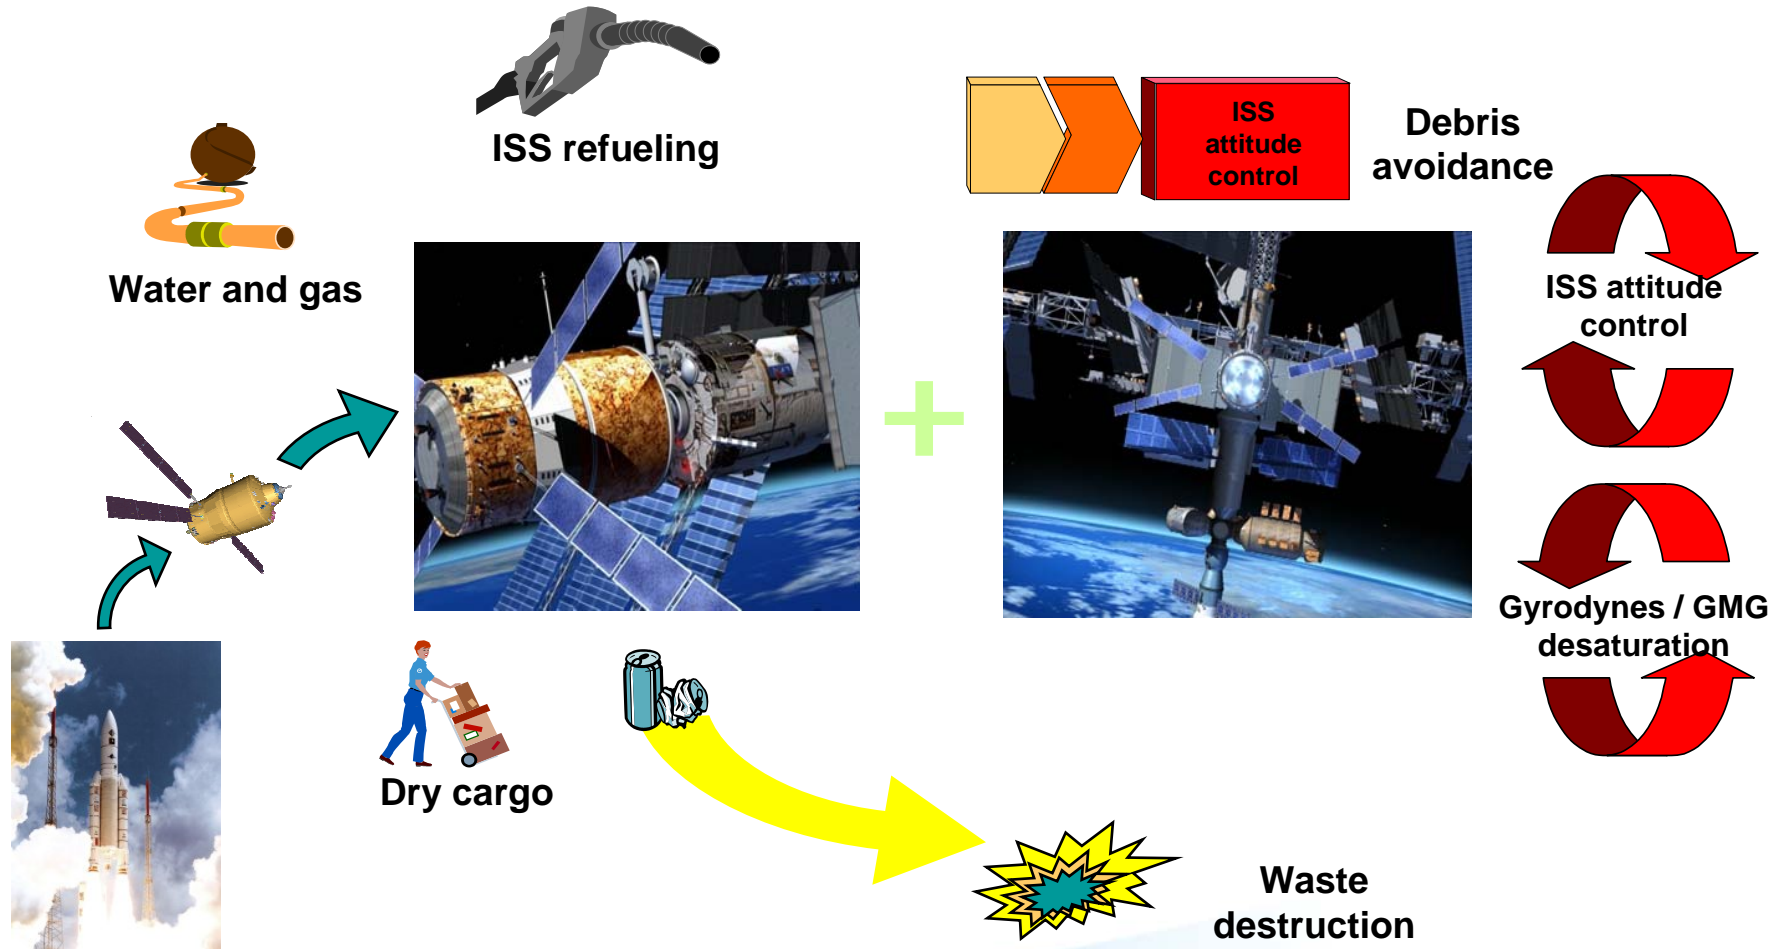 ISS refueling
ISS
attitude
control
Debris
avoidance
Water and gas
ISS attitude
control
Gyrodynes / GMG
desaturation
Dry cargo
Waste
destruction